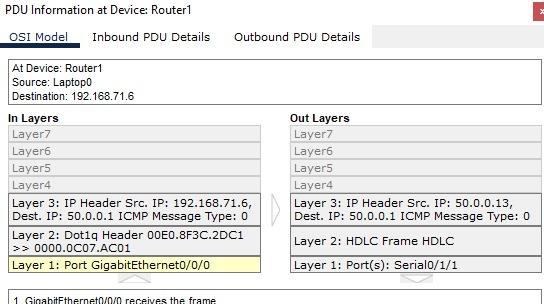 PDU Information at Device: Router1
OSI Model Inbound PDU Details Outbound PDU Details
At Device: Router1
Source: Laptop0
Destination: 192.168.71.6
In Layers
Layer7
Layer6
Layer5
Layer4
Layer 3: IP Header Src. IP: 192.168.71.6,
Dest. IP: 50.0.0.1 ICMP Message Type: 0
Layer 2: Dot1q Header 00E0.8F3C.2DC1
>> 0000.0C07.AC01
Layer 1: Port GigabitEthernet0/0/0
Out Layers
Layer7
Layer6
Layer5
Layer4
Layer 3: IP Header Src. IP: 50.0.0.13,
Dest. IP: 50.0.0.1 ICMP Message Type: 0
Layer 2: HDLC Frame HDLC
Layer 1: Port(s): Serial0/1/1
1. GigabitEthernet0/0/0 receives the frame